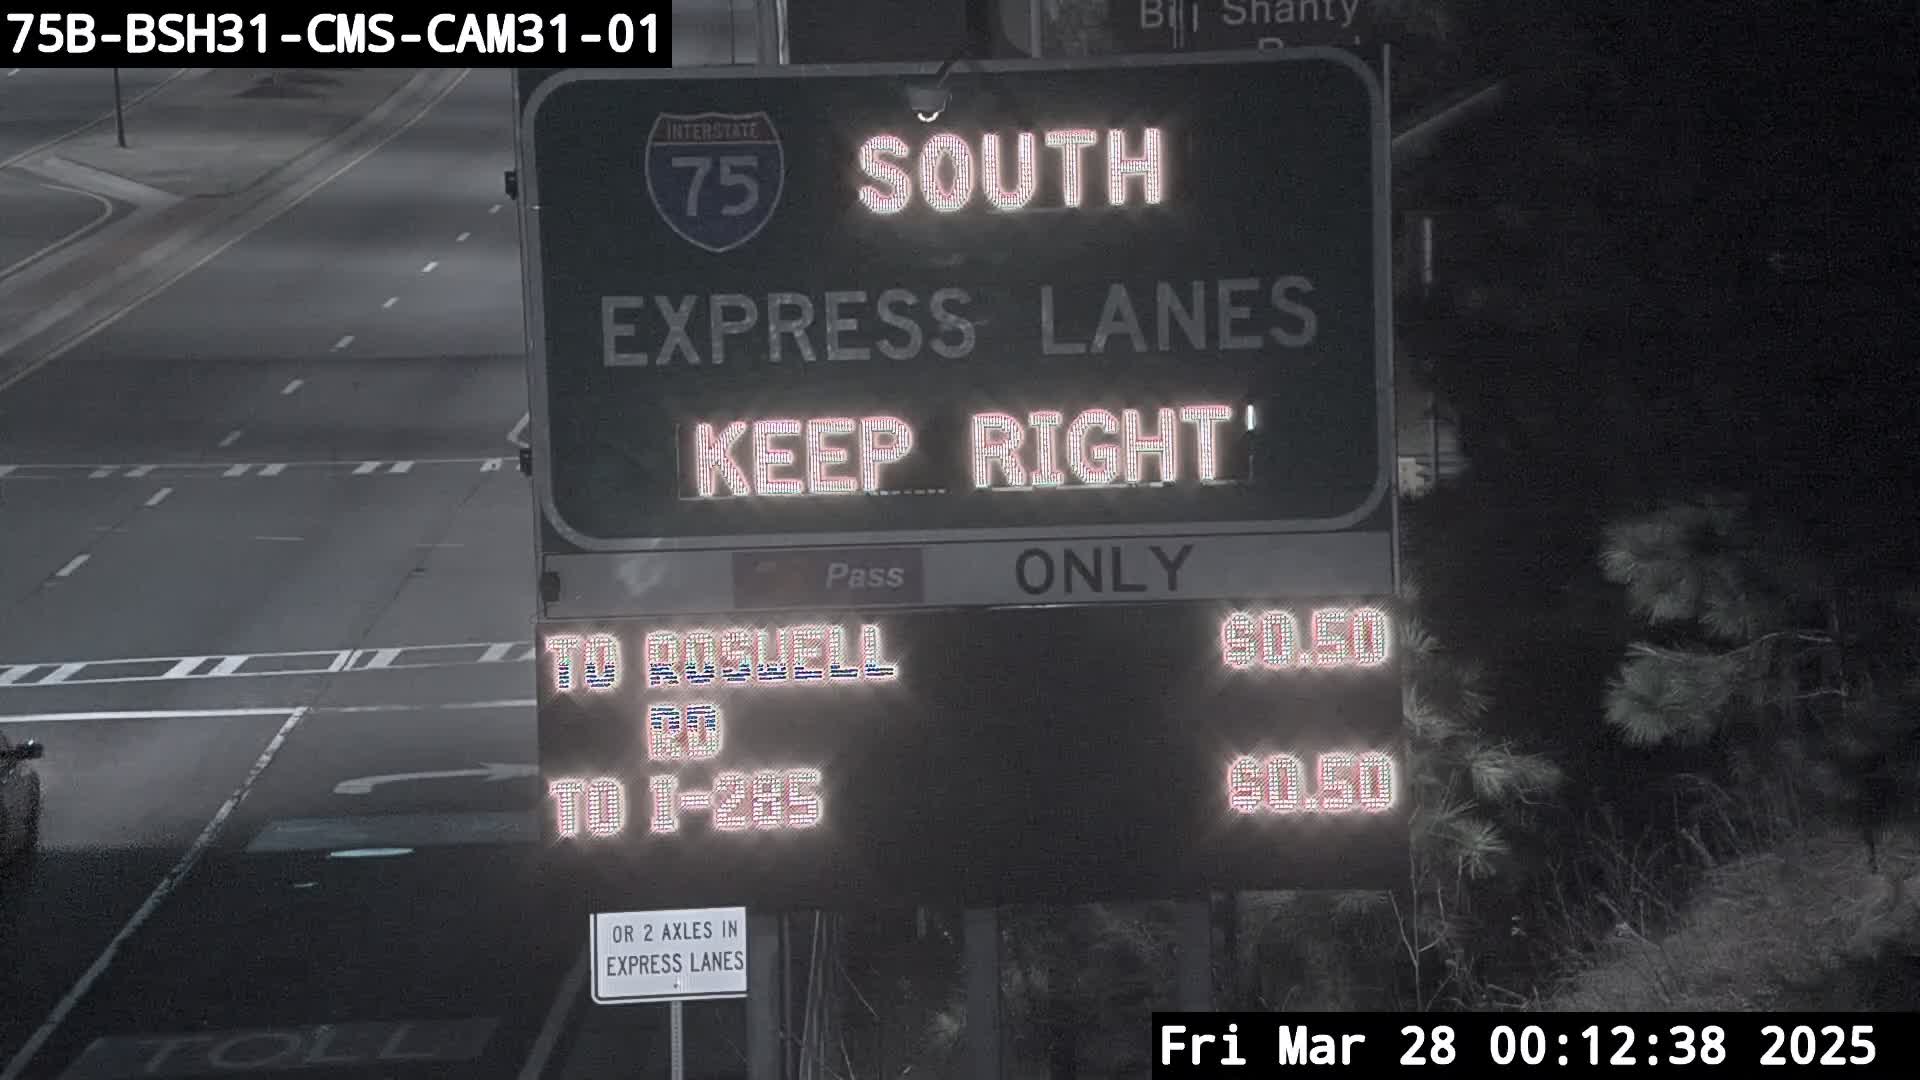 75B-BSH31-CMS-CAM31-01
Shanty
INTERSTATE
75
SOUTH
EXPRESS LANES
KEEP RIGHT
Pass ONLY
TO ROSWELL $0.50
RD
TO I-285 $0.50
OR 2 AXLES IN
EXPRESS LANES
TOLL
Fri Mar 28 00:12:38 2025